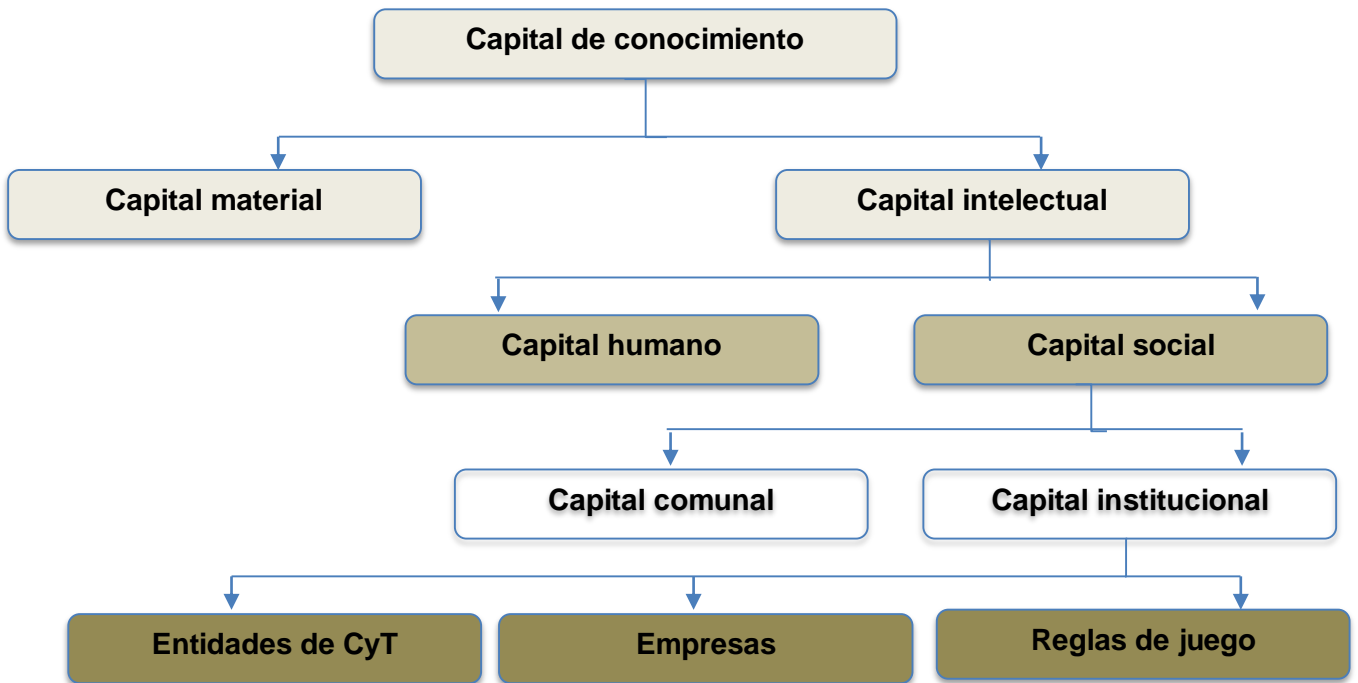 Capital de conocimiento
Capital material
Capital intelectual
Capital humano
Capital social
Capital comunal
Capital institucional
Entidades de CyT
Empresas
Reglas de juego